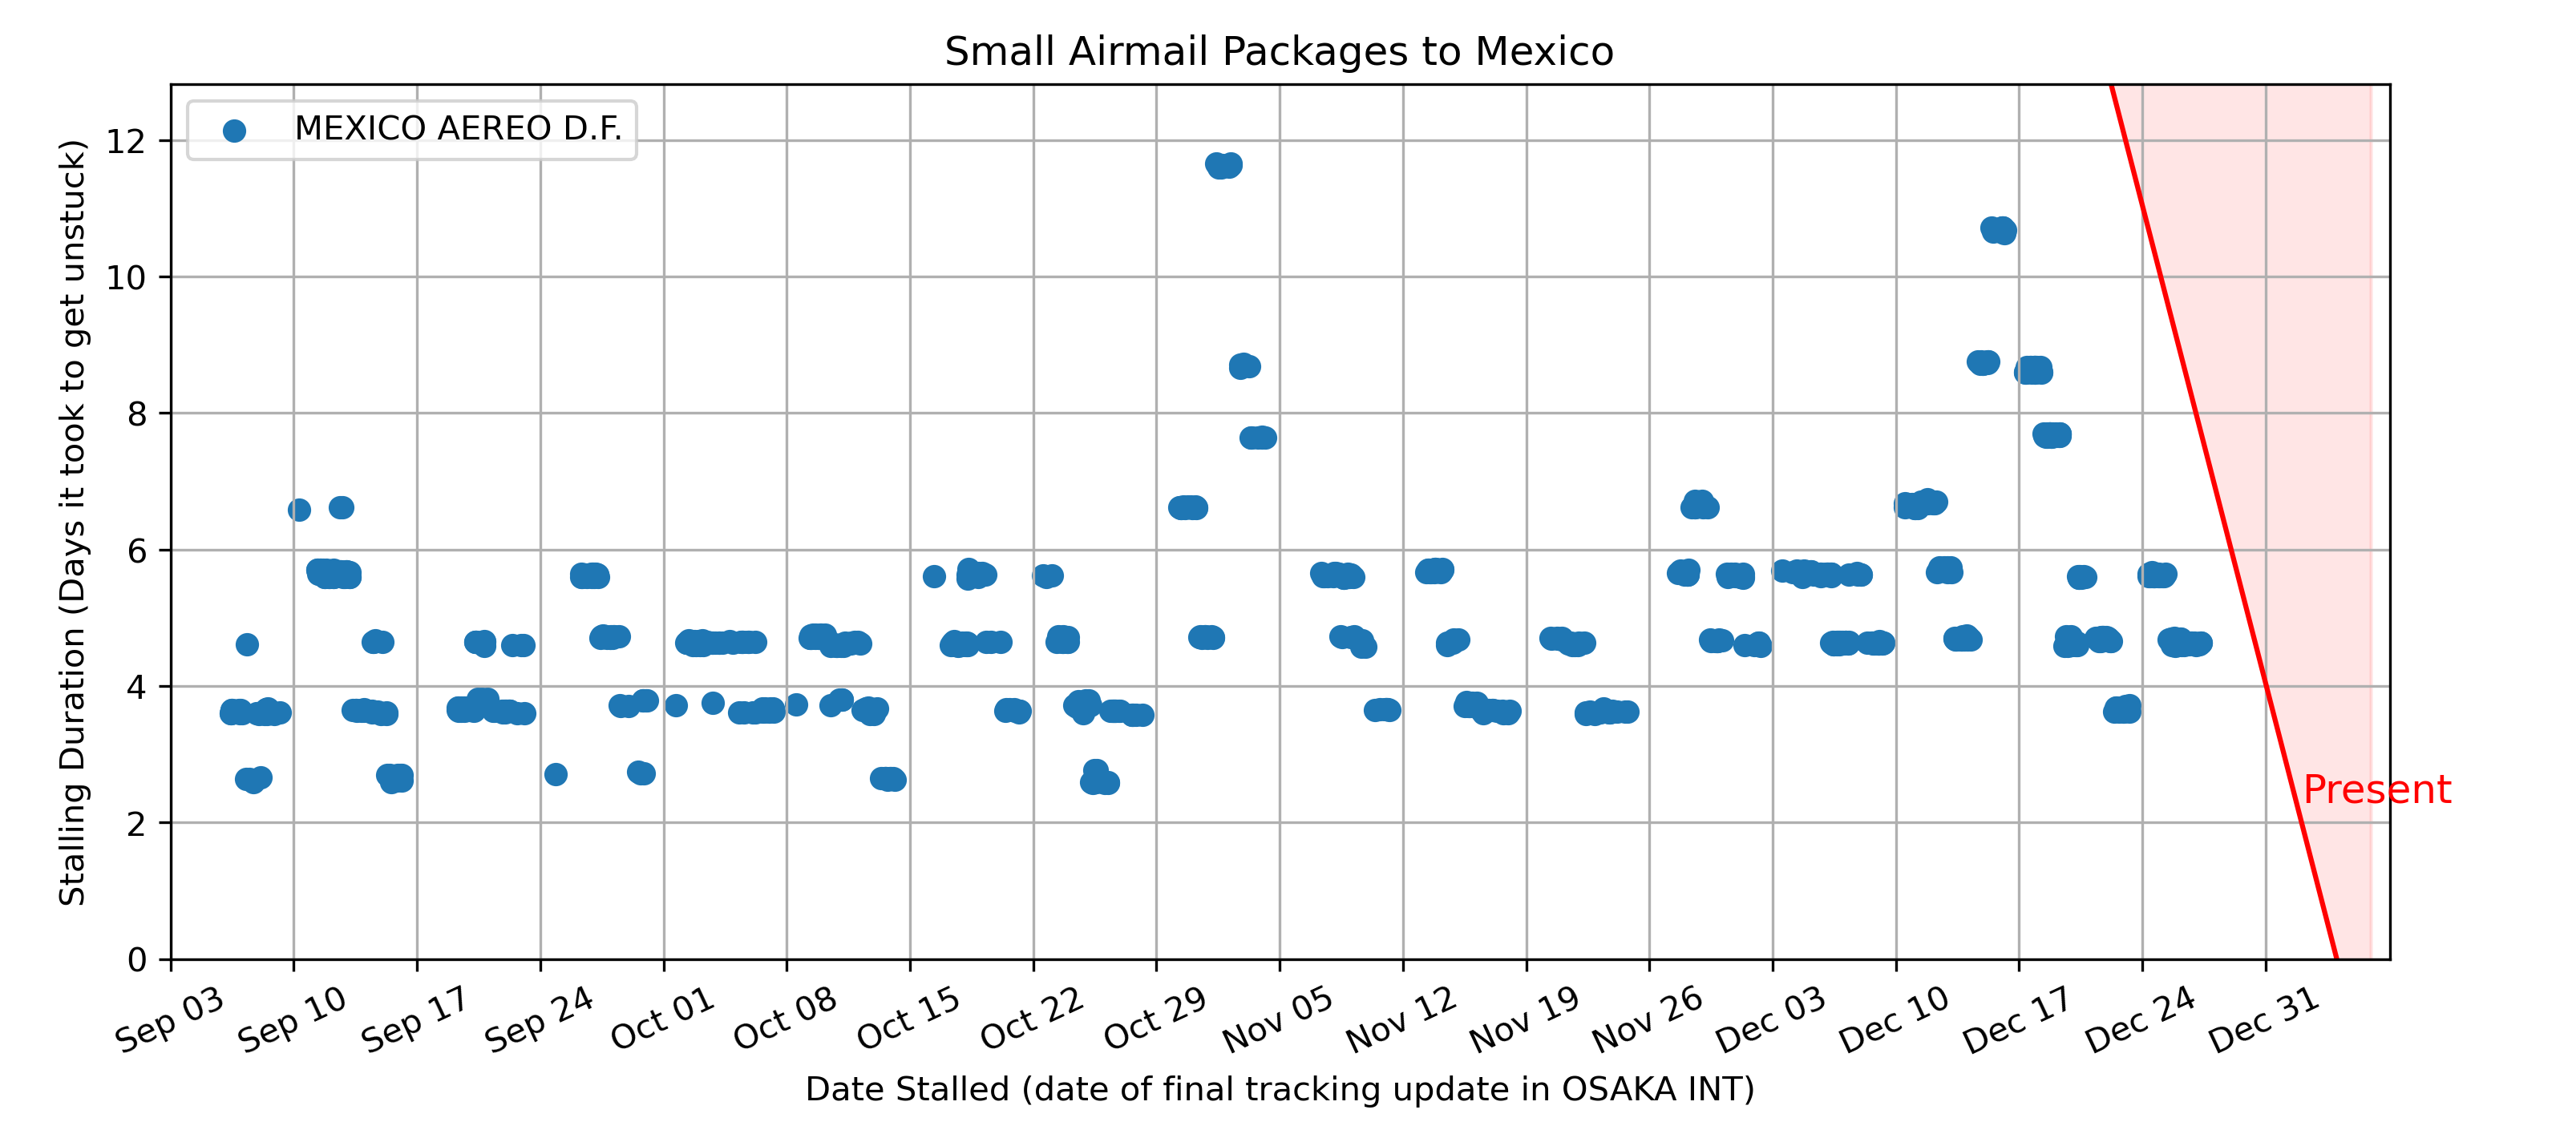 Small Airmail Packages to Mexico
MEXICO AEREO D.F.
Stalling Duration (Days it took to get unstuck)
12
10
8
6
4
2
0
Present
Sep 03
Sep 10
Sep 17
Sep 24
Oct 01
Oct 08
Oct 15
Oct 22
Oct 29
Nov 05
Nov 12
Nov 19
Nov 26
Dec 03
Dec 10
Dec 17
Dec 24
Dec 31
Date Stalled (date of final tracking update in OSAKA INT)